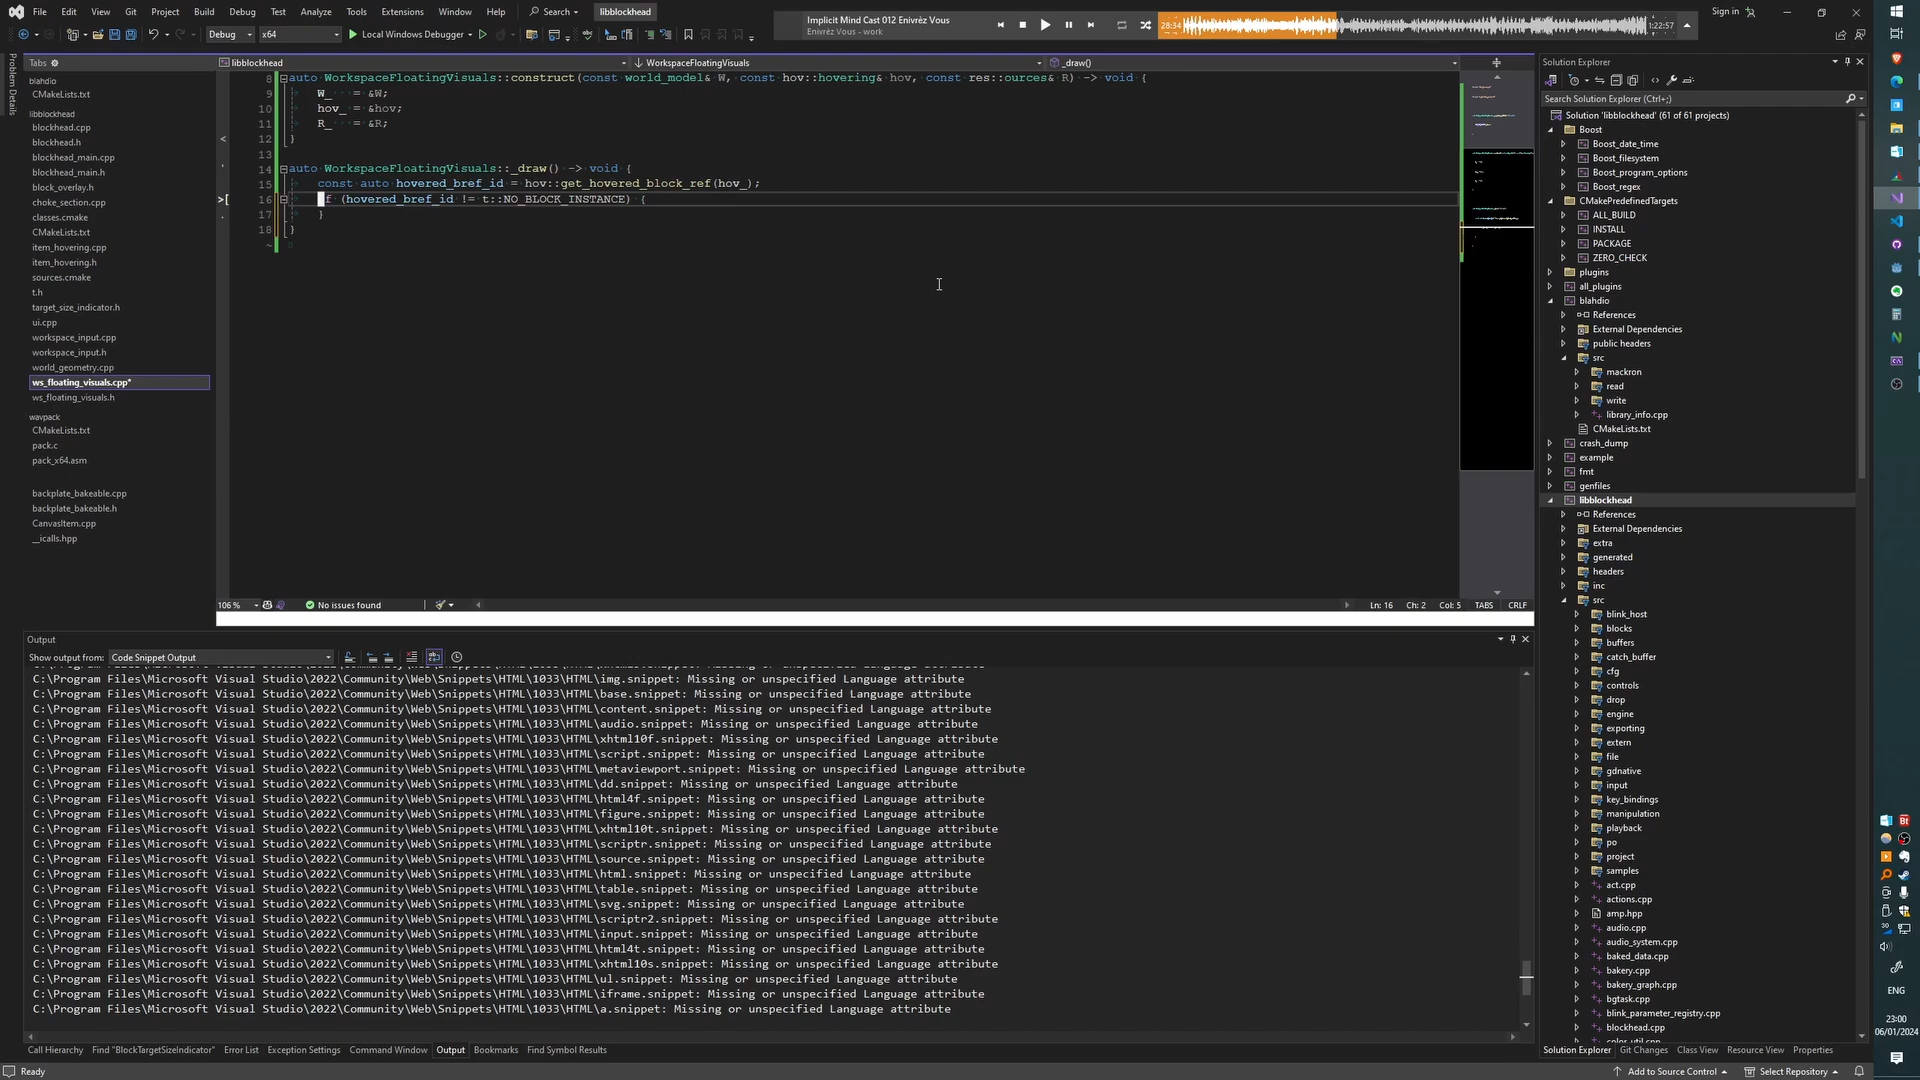 File Edit View Git Project Build Debug Test Analyze Tools Extensions Window Help Search libblockhead
Implicit Mind Cast 012 Enivrèz Vous
Enivrèz Vous - work
28:34
1:22:57
Sign in
Debug x64 Local Windows Debugger
Problem Details
Tabs
blahdio
CMakeLists.txt
libblockhead
blockhead.cpp
blockhead.h
blockhead_main.cpp
blockhead_main.h
block_overlay.h
choke_section.cpp
classes.cmake
CMakeLists.txt
item_hovering.cpp
item_hovering.h
sources.cmake
t.h
target_size_indicator.h
ui.cpp
workspace_input.cpp
workspace_input.h
world_geometry.cpp
ws_floating_visuals.cpp*
ws_floating_visuals.h
wavpack
CMakeLists.txt
pack.c
pack_x64.asm
backplate_bakeable.cpp
backplate_bakeable.h
CanvasItem.cpp
__icalls.hpp
libblockhead WorkspaceFloatingVisuals _draw()
8 auto WorkspaceFloatingVisuals::construct(const world_model& W, const hov::hovering& hov, const res::ources& R) -> void {
9 W_ = &W;
10 hov_ = &hov;
11 R_ = &R;
12 }
13
14 auto WorkspaceFloatingVisuals::_draw() -> void {
15 const auto hovered_bref_id = hov::get_hovered_block_ref(hov_);
16 if (hovered_bref_id != t::NO_BLOCK_INSTANCE) {
17 }
18 }
~
106 % No issues found Ln: 16 Ch: 2 Col: 5 TABS CRLF
Output
Show output from: Code Snippet Output
C:\Program Files\Microsoft Visual Studio\2022\Community\Web\Snippets\HTML\1033\HTML\img.snippet: Missing or unspecified Language attribute
C:\Program Files\Microsoft Visual Studio\2022\Community\Web\Snippets\HTML\1033\HTML\base.snippet: Missing or unspecified Language attribute
C:\Program Files\Microsoft Visual Studio\2022\Community\Web\Snippets\HTML\1033\HTML\content.snippet: Missing or unspecified Language attribute
C:\Program Files\Microsoft Visual Studio\2022\Community\Web\Snippets\HTML\1033\HTML\audio.snippet: Missing or unspecified Language attribute
C:\Program Files\Microsoft Visual Studio\2022\Community\Web\Snippets\HTML\1033\HTML\xhtml10f.snippet: Missing or unspecified Language attribute
C:\Program Files\Microsoft Visual Studio\2022\Community\Web\Snippets\HTML\1033\HTML\script.snippet: Missing or unspecified Language attribute
C:\Program Files\Microsoft Visual Studio\2022\Community\Web\Snippets\HTML\1033\HTML\metaviewport.snippet: Missing or unspecified Language attribute
C:\Program Files\Microsoft Visual Studio\2022\Community\Web\Snippets\HTML\1033\HTML\dd.snippet: Missing or unspecified Language attribute
C:\Program Files\Microsoft Visual Studio\2022\Community\Web\Snippets\HTML\1033\HTML\html4f.snippet: Missing or unspecified Language attribute
C:\Program Files\Microsoft Visual Studio\2022\Community\Web\Snippets\HTML\1033\HTML\figure.snippet: Missing or unspecified Language attribute
C:\Program Files\Microsoft Visual Studio\2022\Community\Web\Snippets\HTML\1033\HTML\xhtml10t.snippet: Missing or unspecified Language attribute
C:\Program Files\Microsoft Visual Studio\2022\Community\Web\Snippets\HTML\1033\HTML\scriptr.snippet: Missing or unspecified Language attribute
C:\Program Files\Microsoft Visual Studio\2022\Community\Web\Snippets\HTML\1033\HTML\source.snippet: Missing or unspecified Language attribute
C:\Program Files\Microsoft Visual Studio\2022\Community\Web\Snippets\HTML\1033\HTML\html.snippet: Missing or unspecified Language attribute
C:\Program Files\Microsoft Visual Studio\2022\Community\Web\Snippets\HTML\1033\HTML\table.snippet: Missing or unspecified Language attribute
C:\Program Files\Microsoft Visual Studio\2022\Community\Web\Snippets\HTML\1033\HTML\svg.snippet: Missing or unspecified Language attribute
C:\Program Files\Microsoft Visual Studio\2022\Community\Web\Snippets\HTML\1033\HTML\scriptr2.snippet: Missing or unspecified Language attribute
C:\Program Files\Microsoft Visual Studio\2022\Community\Web\Snippets\HTML\1033\HTML\input.snippet: Missing or unspecified Language attribute
C:\Program Files\Microsoft Visual Studio\2022\Community\Web\Snippets\HTML\1033\HTML\html4t.snippet: Missing or unspecified Language attribute
C:\Program Files\Microsoft Visual Studio\2022\Community\Web\Snippets\HTML\1033\HTML\xhtml10s.snippet: Missing or unspecified Language attribute
C:\Program Files\Microsoft Visual Studio\2022\Community\Web\Snippets\HTML\1033\HTML\ul.snippet: Missing or unspecified Language attribute
C:\Program Files\Microsoft Visual Studio\2022\Community\Web\Snippets\HTML\1033\HTML\iframe.snippet: Missing or unspecified Language attribute
C:\Program Files\Microsoft Visual Studio\2022\Community\Web\Snippets\HTML\1033\HTML\a.snippet: Missing or unspecified Language attribute
Call Hierarchy Find "BlockTargetSizeIndicator" Error List Exception Settings Command Window Output Bookmarks Find Symbol Results
Solution Explorer
Search Solution Explorer (Ctrl+;)
Solution 'libblockhead' (61 of 61 projects)
Boost
Boost_date_time
Boost_filesystem
Boost_program_options
Boost_regex
CMakePredefinedTargets
ALL_BUILD
INSTALL
PACKAGE
ZERO_CHECK
plugins
all_plugins
blahdio
References
External Dependencies
public headers
src
mackron
read
write
library_info.cpp
CMakeLists.txt
crash_dump
example
fmt
genfiles
libblockhead
References
External Dependencies
extra
generated
headers
inc
src
blink_host
blocks
buffers
catch_buffer
cfg
controls
drop
engine
exporting
extern
file
gdnative
input
key_bindings
manipulation
playback
po
project
samples
act.cpp
actions.cpp
amp.hpp
audio.cpp
audio_system.cpp
baked_data.cpp
bakery.cpp
bakery_graph.cpp
bgtask.cpp
blink_parameter_registry.cpp
blockhead.cpp
color_util.cpp
Solution Explorer Git Changes Class View Resource View Properties
Ready
Add to Source Control Select Repository
ENG
23:00
06/01/2024